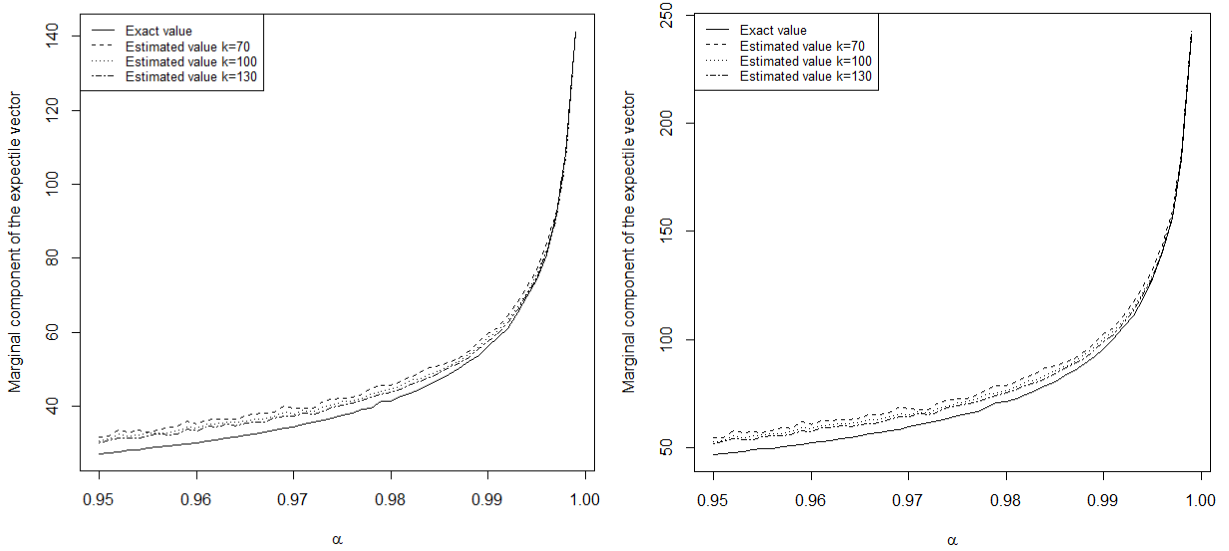 Exact value
Estimated value k=70
Estimated value k=100
Estimated value k=130
Marginal component of the expectile vector
140
120
100
80
60
40
0.95 0.96 0.97 0.98 0.99 1.00
α
Exact value
Estimated value k=70
Estimated value k=100
Estimated value k=130
Marginal component of the expectile vector
250
200
150
100
50
0.95 0.96 0.97 0.98 0.99 1.00
α